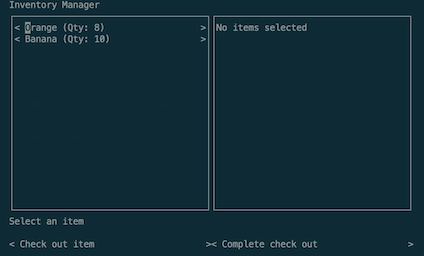 Inventory Manager
< Orange (Qty: 8) >
No items selected
< Banana (Qty: 10) >
Select an item
< Check out item >< Complete check out >